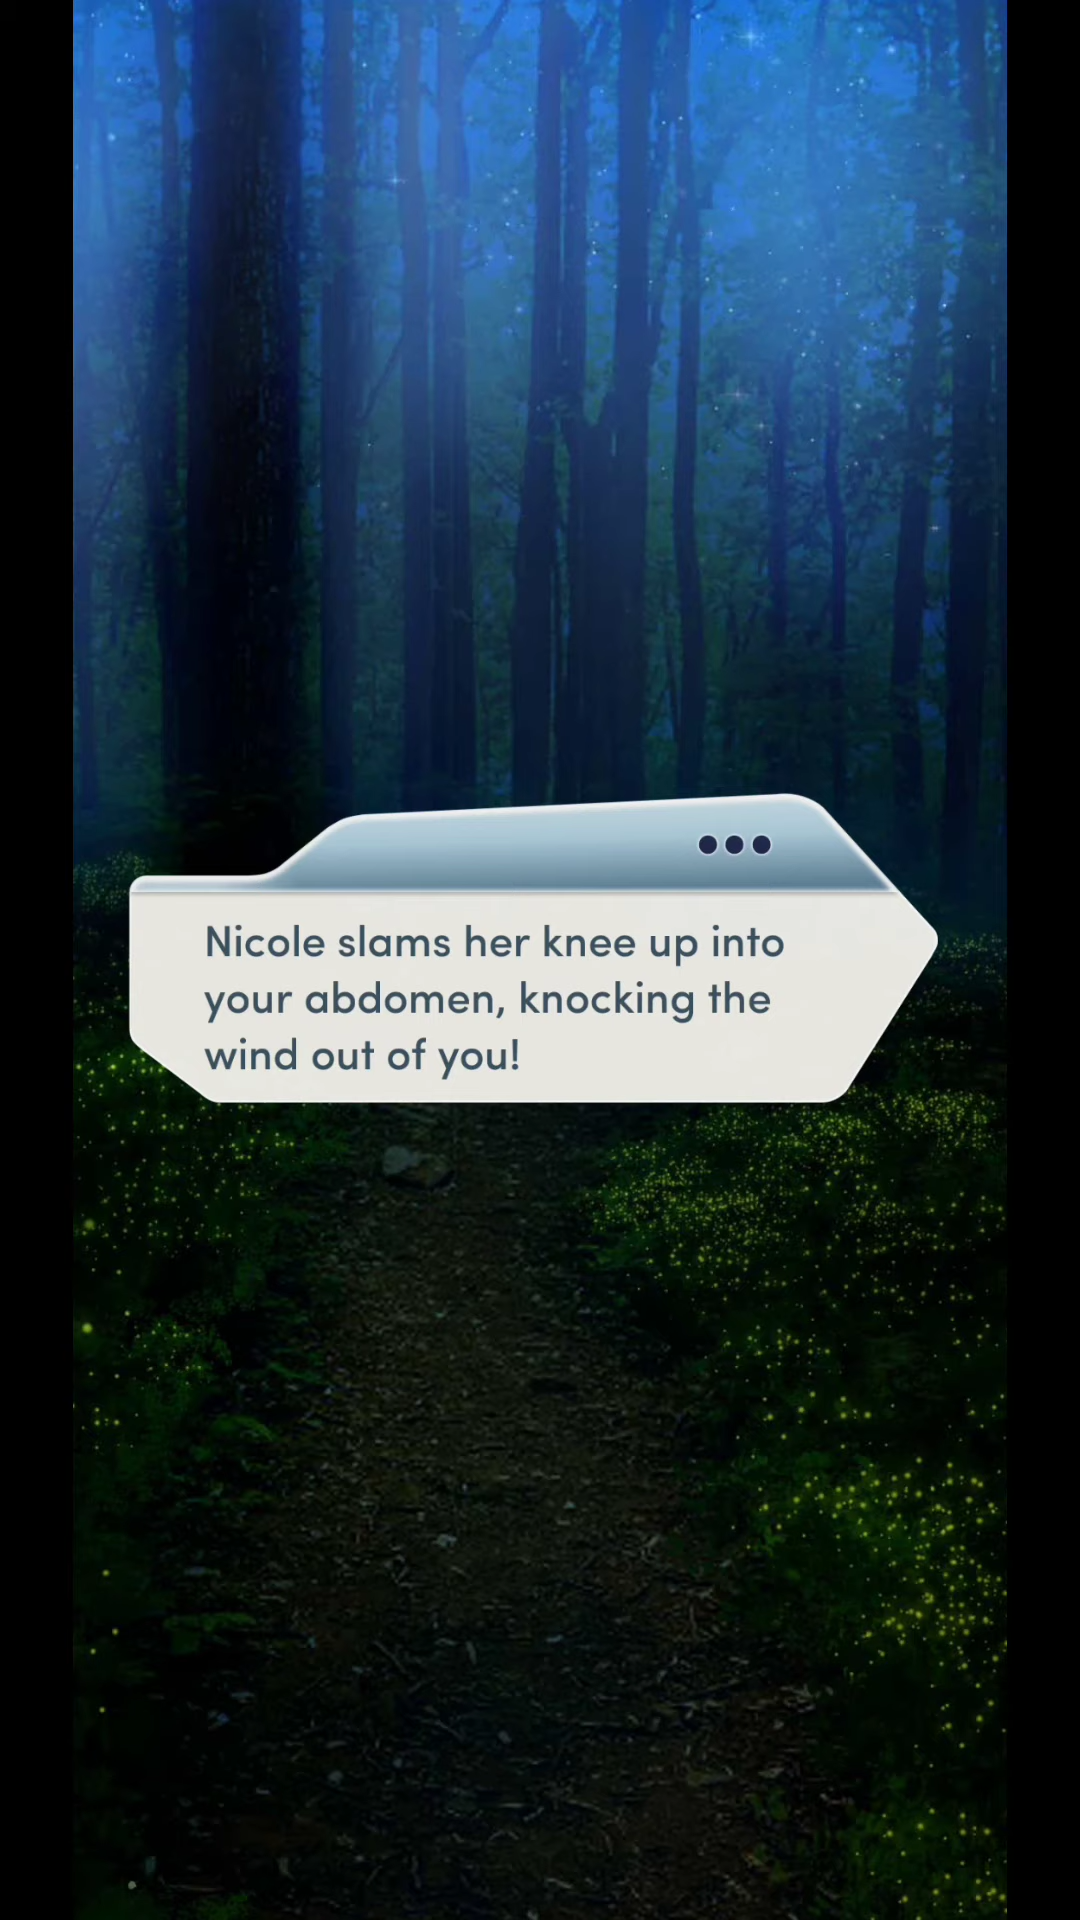 Nicole slams her knee up into
your abdomen, knocking the
wind out of you!